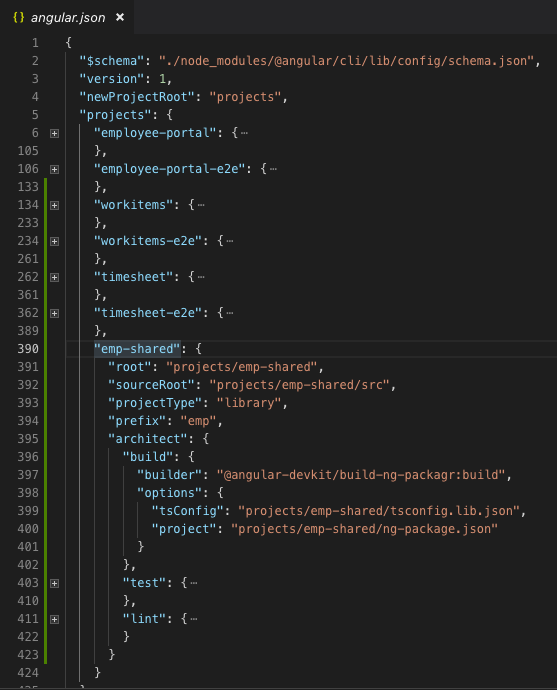 {} angular.json ×
1 {
2 "$schema": "./node_modules/@angular/cli/lib/config/schema.json",
3 "version": 1,
4 "newProjectRoot": "projects",
5 "projects": {
6 "employee-portal": {…
105 },
106 "employee-portal-e2e": {…
133 },
134 "workitems": {…
233 },
234 "workitems-e2e": {…
261 },
262 "timesheet": {…
361 },
362 "timesheet-e2e": {…
389 },
390 "emp-shared": {
391 "root": "projects/emp-shared",
392 "sourceRoot": "projects/emp-shared/src",
393 "projectType": "library",
394 "prefix": "emp",
395 "architect": {
396 "build": {
397 "builder": "@angular-devkit/build-ng-packagr:build",
398 "options": {
399 "tsConfig": "projects/emp-shared/tsconfig.lib.json",
400 "project": "projects/emp-shared/ng-package.json"
401 }
402 },
403 "test": {…
410 },
411 "lint": {…
422 }
423 }
424 }